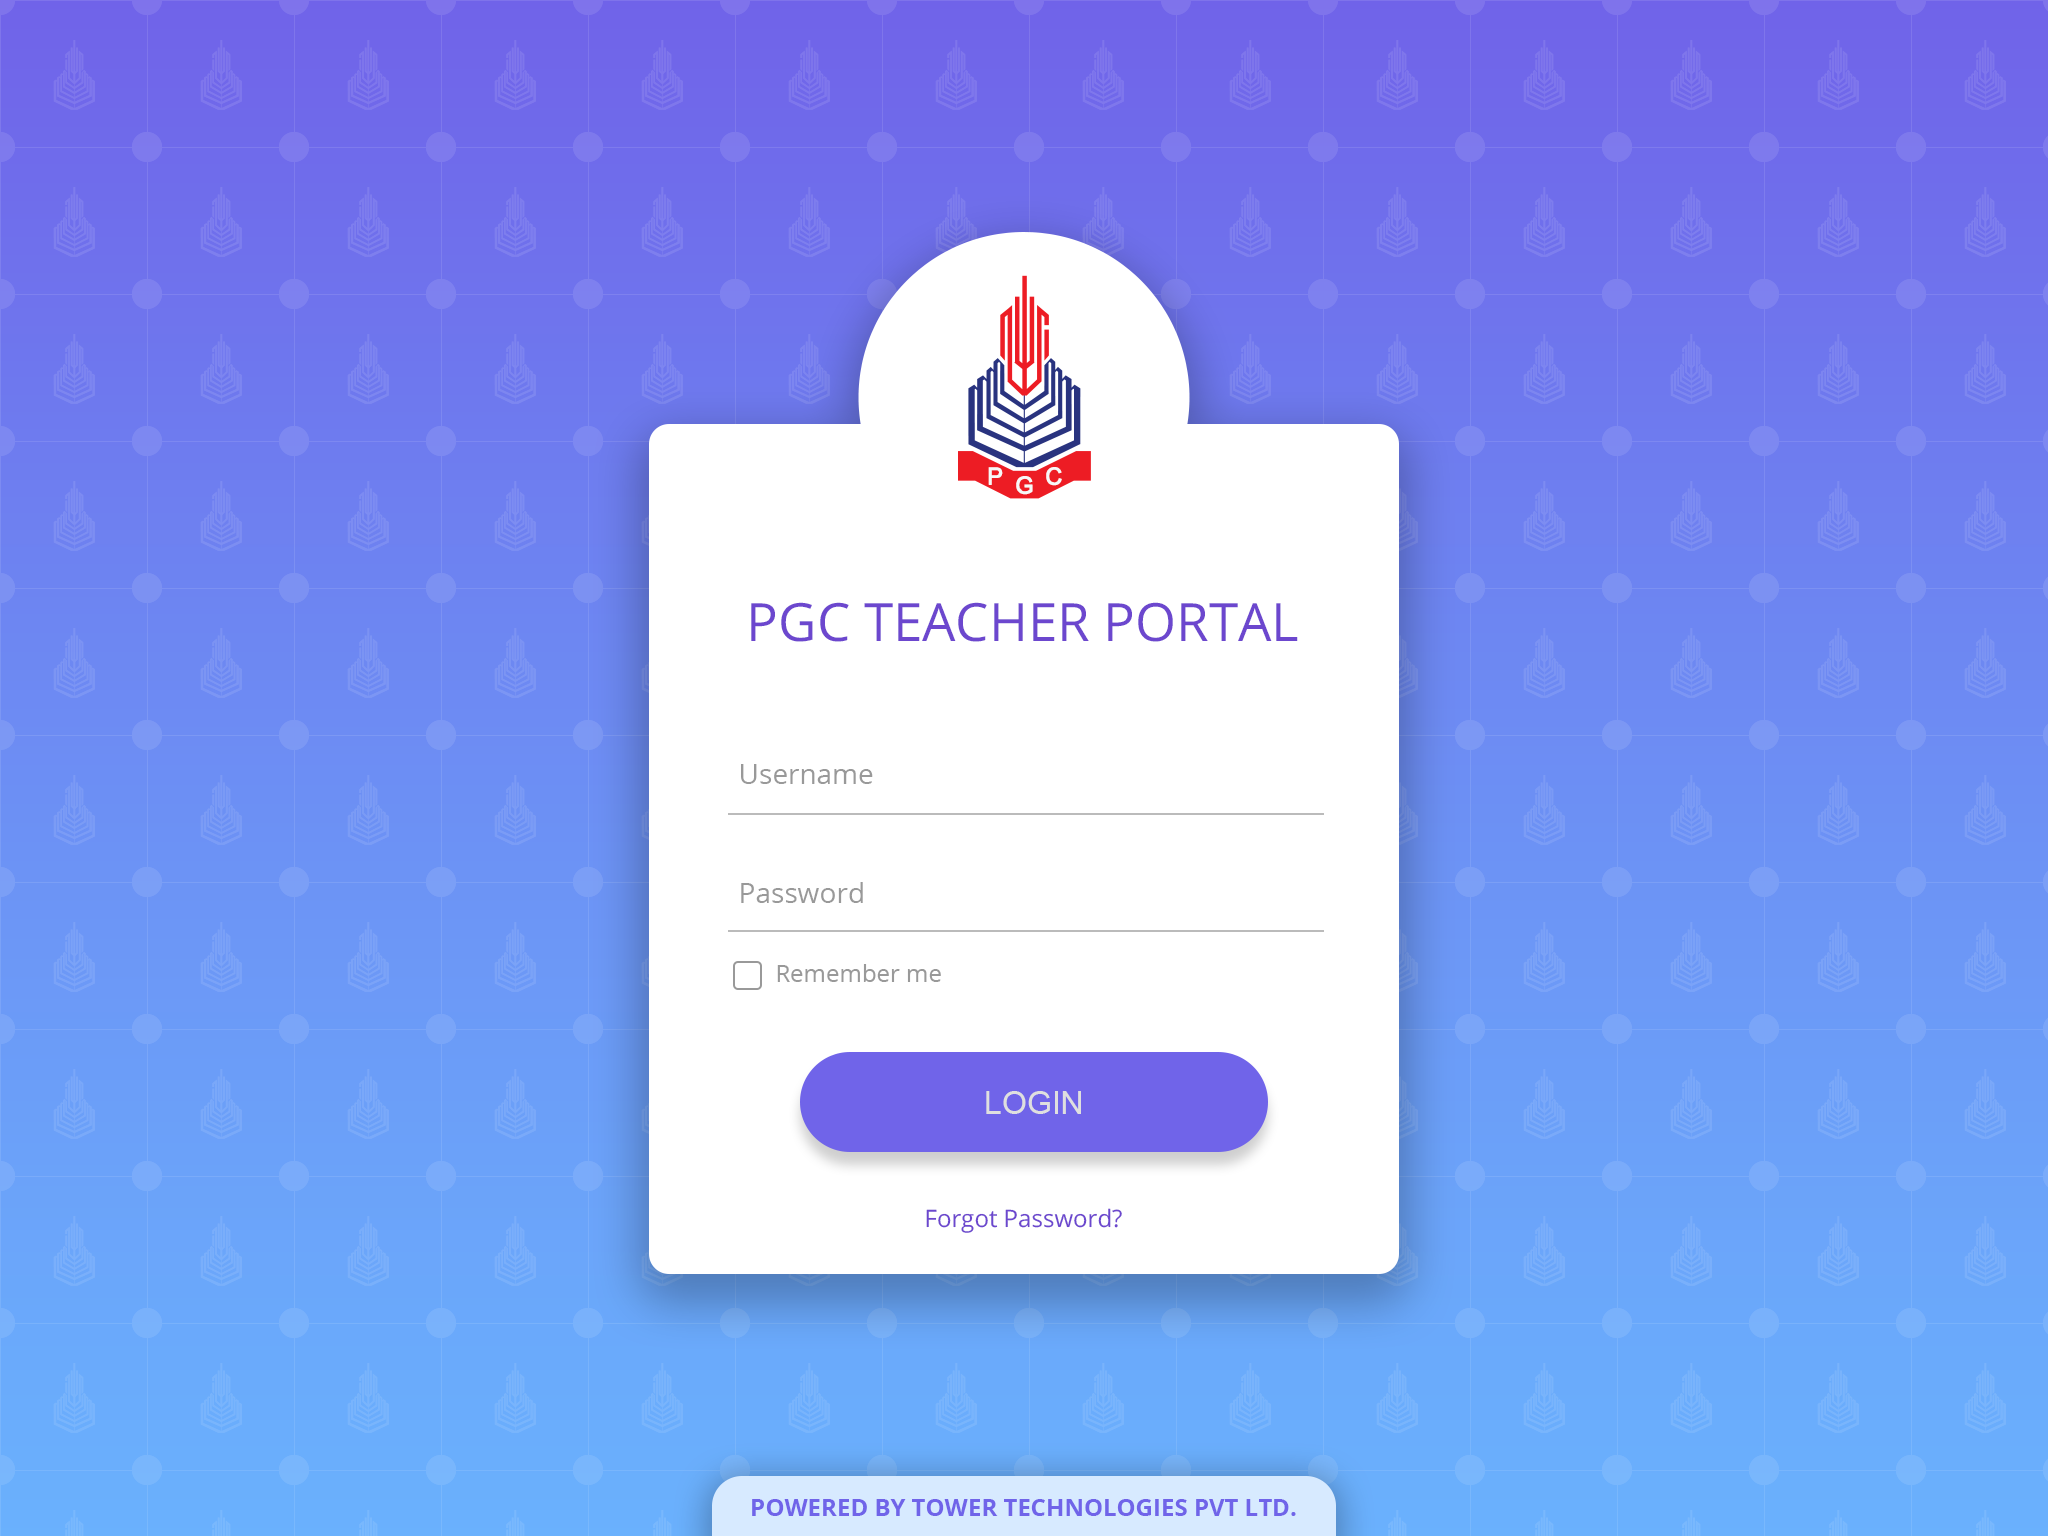 P G C
PGC TEACHER PORTAL
Username
Password
Remember me
LOGIN
Forgot Password?
POWERED BY TOWER TECHNOLOGIES PVT LTD.